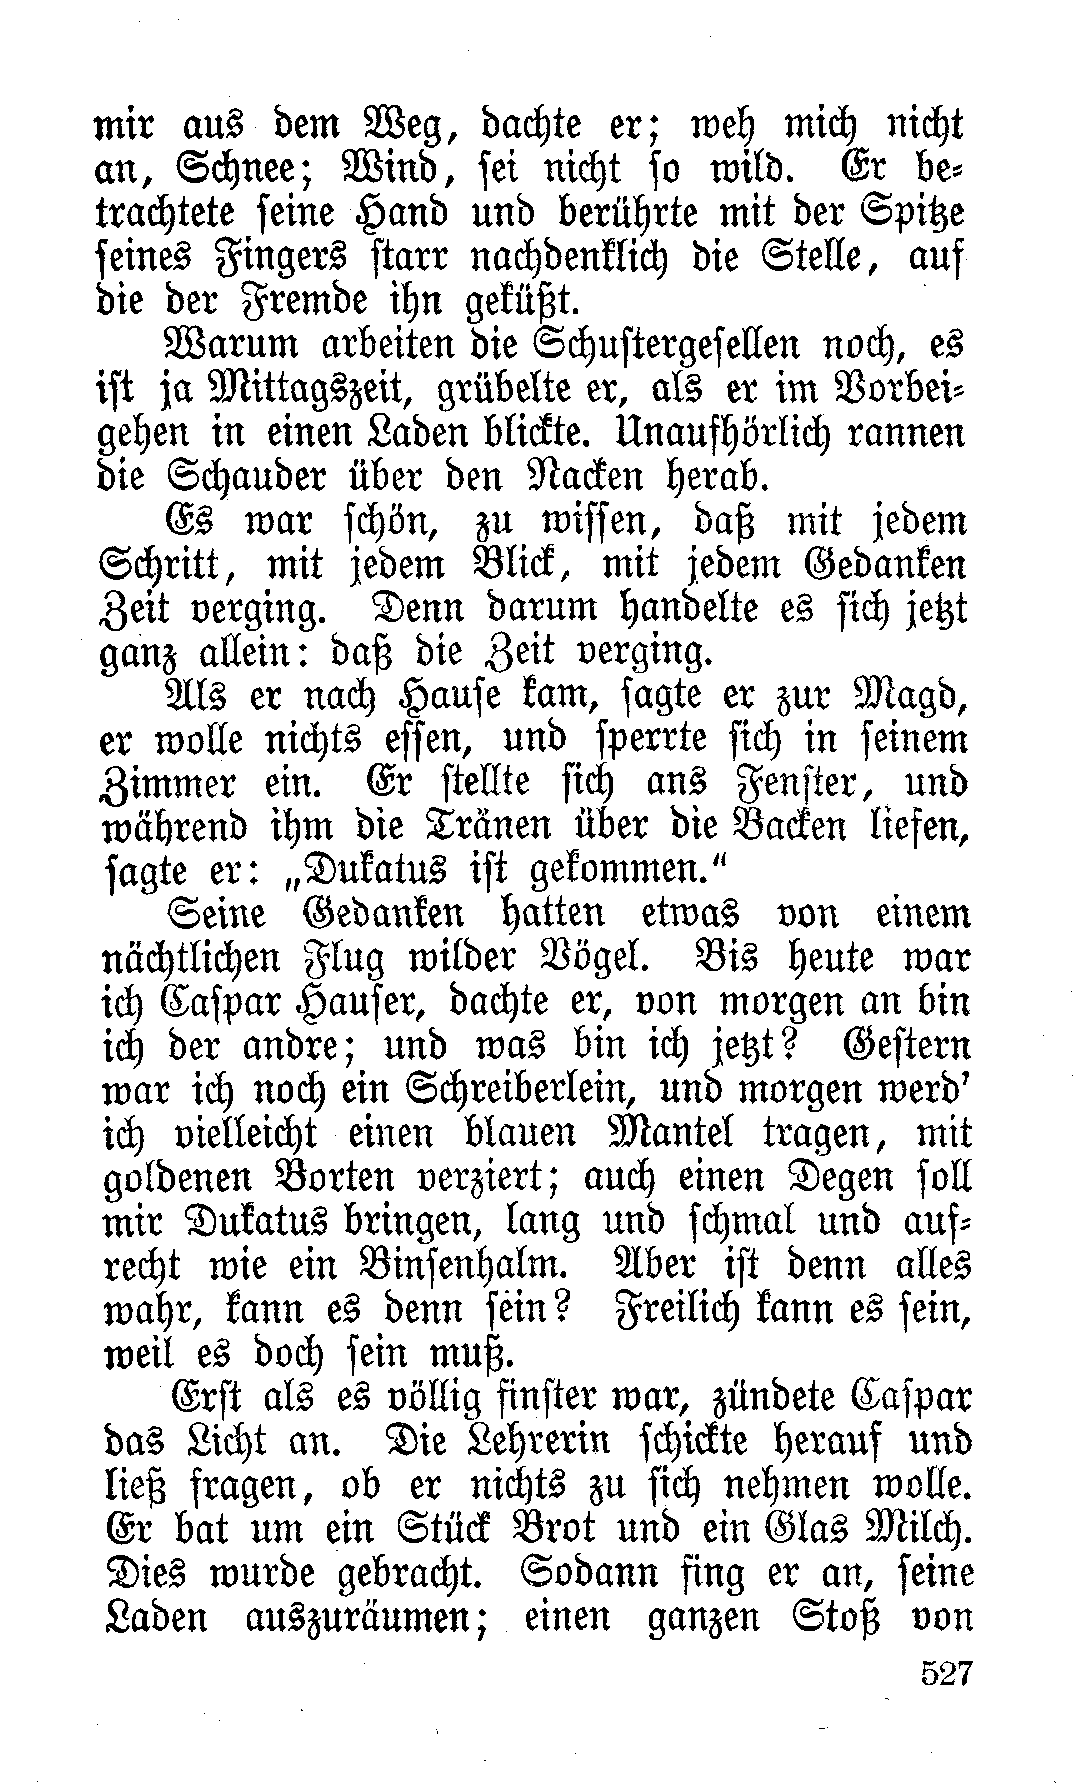 mir aus dem Weg, dachte er; weh mich nicht
an, Schnee; Wind, sei nicht so wild. Er be-
trachtete seine Hand und berührte mit der Spitze
seines Fingers starr nachdenklich die Stelle, auf
die der Fremde ihn geküßt.
Warum arbeiten die Schustergesellen noch, es
ist ja Mittagszeit, grübelte er, als er im Vorbei-
gehen in einen Laden blickte. Unaufhörlich rannen
die Schauder über den Nacken herab.
Es war schön, zu wissen, daß mit jedem
Schritt, mit jedem Blick, mit jedem Gedanken
Zeit verging. Denn darum handelte es sich jetzt
ganz allein: daß die Zeit verging.
Als er nach Hause kam, sagte er zur Magd,
er wolle nichts essen, und sperrte sich in seinem
Zimmer ein. Er stellte sich ans Fenster, und
während ihm die Tränen über die Backen liefen,
sagte er: „Dukatus ist gekommen."
Seine Gedanken hatten etwas von einem
nächtlichen Flug wilder Vögel. Bis heute war
ich Caspar Hauser, dachte er, von morgen an bin
ich der andre; und was bin ich jetzt? Gestern
war ich noch ein Schreiberlein, und morgen werd'
ich vielleicht einen blauen Mantel tragen, mit
goldenen Borten verziert; auch einen Degen soll
mir Dukatus bringen, lang und schmal und auf-
recht wie ein Binsenhalm. Aber ist denn alles
wahr, kann es denn sein? Freilich kann es sein,
weil es doch sein muß.
Erst als es völlig finster war, zündete Caspar
das Licht an. Die Lehrerin schickte herauf und
ließ fragen, ob er nichts zu sich nehmen wolle.
Er bat um ein Stück Brot und ein Glas Milch.
Dies wurde gebracht. Sodann fing er an, seine
Laden auszuräumen; einen ganzen Stoß von
527